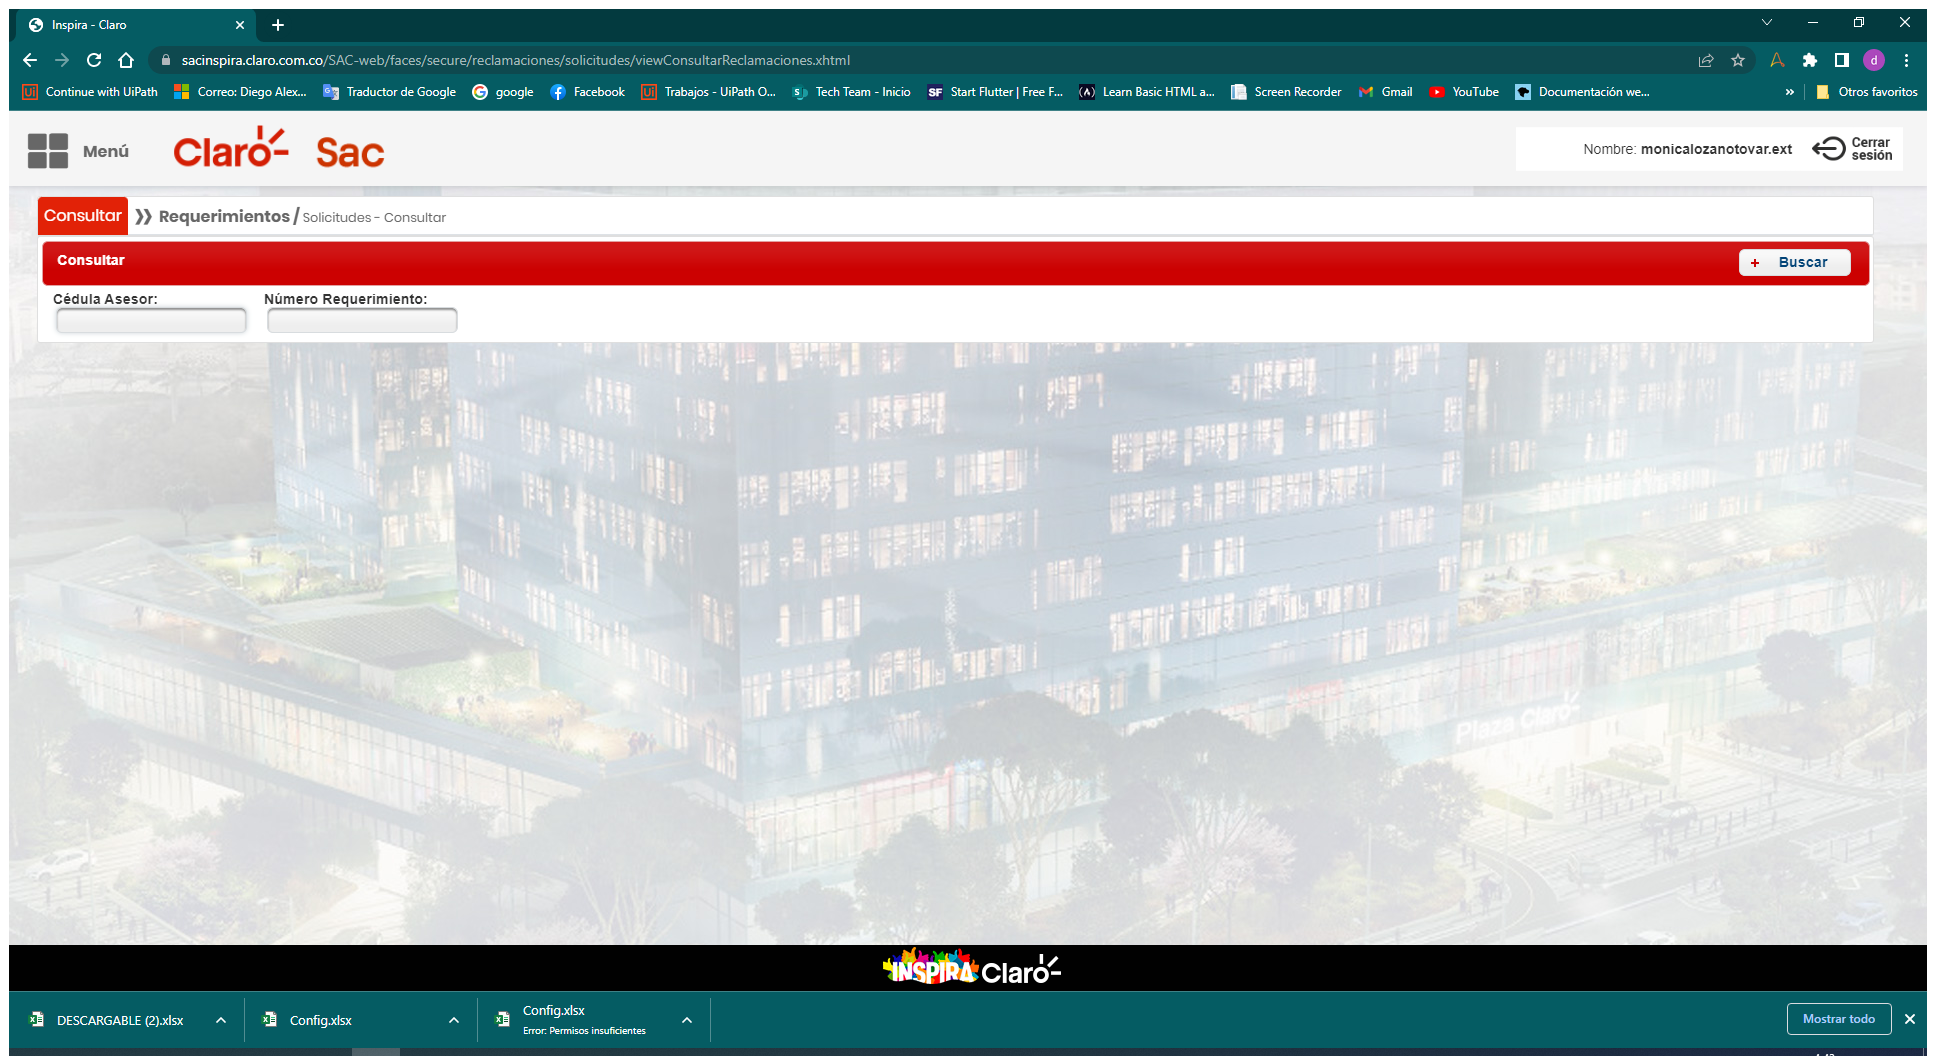 Inspira - Claro
sacinspira.claro.com.co/SAC-web/faces/secure/reclamaciones/solicitudes/viewConsultarReclamaciones.xhtml
d
Continue with UiPath
Correo: Diego Alex...
Traductor de Google
google
Facebook
Trabajos - UiPath O...
Tech Team - Inicio
SF Start Flutter | Free F...
Learn Basic HTML a...
Screen Recorder
Gmail
YouTube
Documentación we...
»
Otros favoritos
Menú
Claro
Sac
Nombre: monicalozanotovar.ext
Cerrar
sesión
Consultar
Requerimientos / Solicitudes - Consultar
Consultar
+ Buscar
Cédula Asesor:
Número Requerimiento:
Plaza Claro
INSPIRA Claro
DESCARGABLE (2).xlsx
Config.xlsx
Config.xlsx
Error: Permisos insuficientes
Mostrar todo